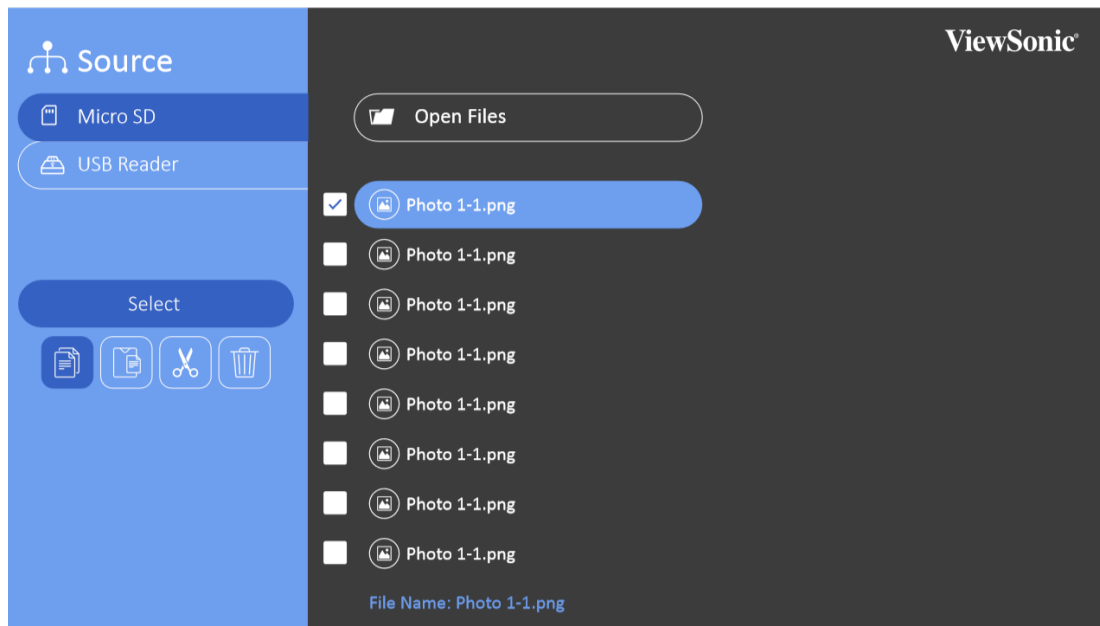 Source
Micro SD
USB Reader
Select
ViewSonic®
Open Files
Photo 1-1.png
Photo 1-1.png
Photo 1-1.png
Photo 1-1.png
Photo 1-1.png
Photo 1-1.png
Photo 1-1.png
Photo 1-1.png
File Name: Photo 1-1.png